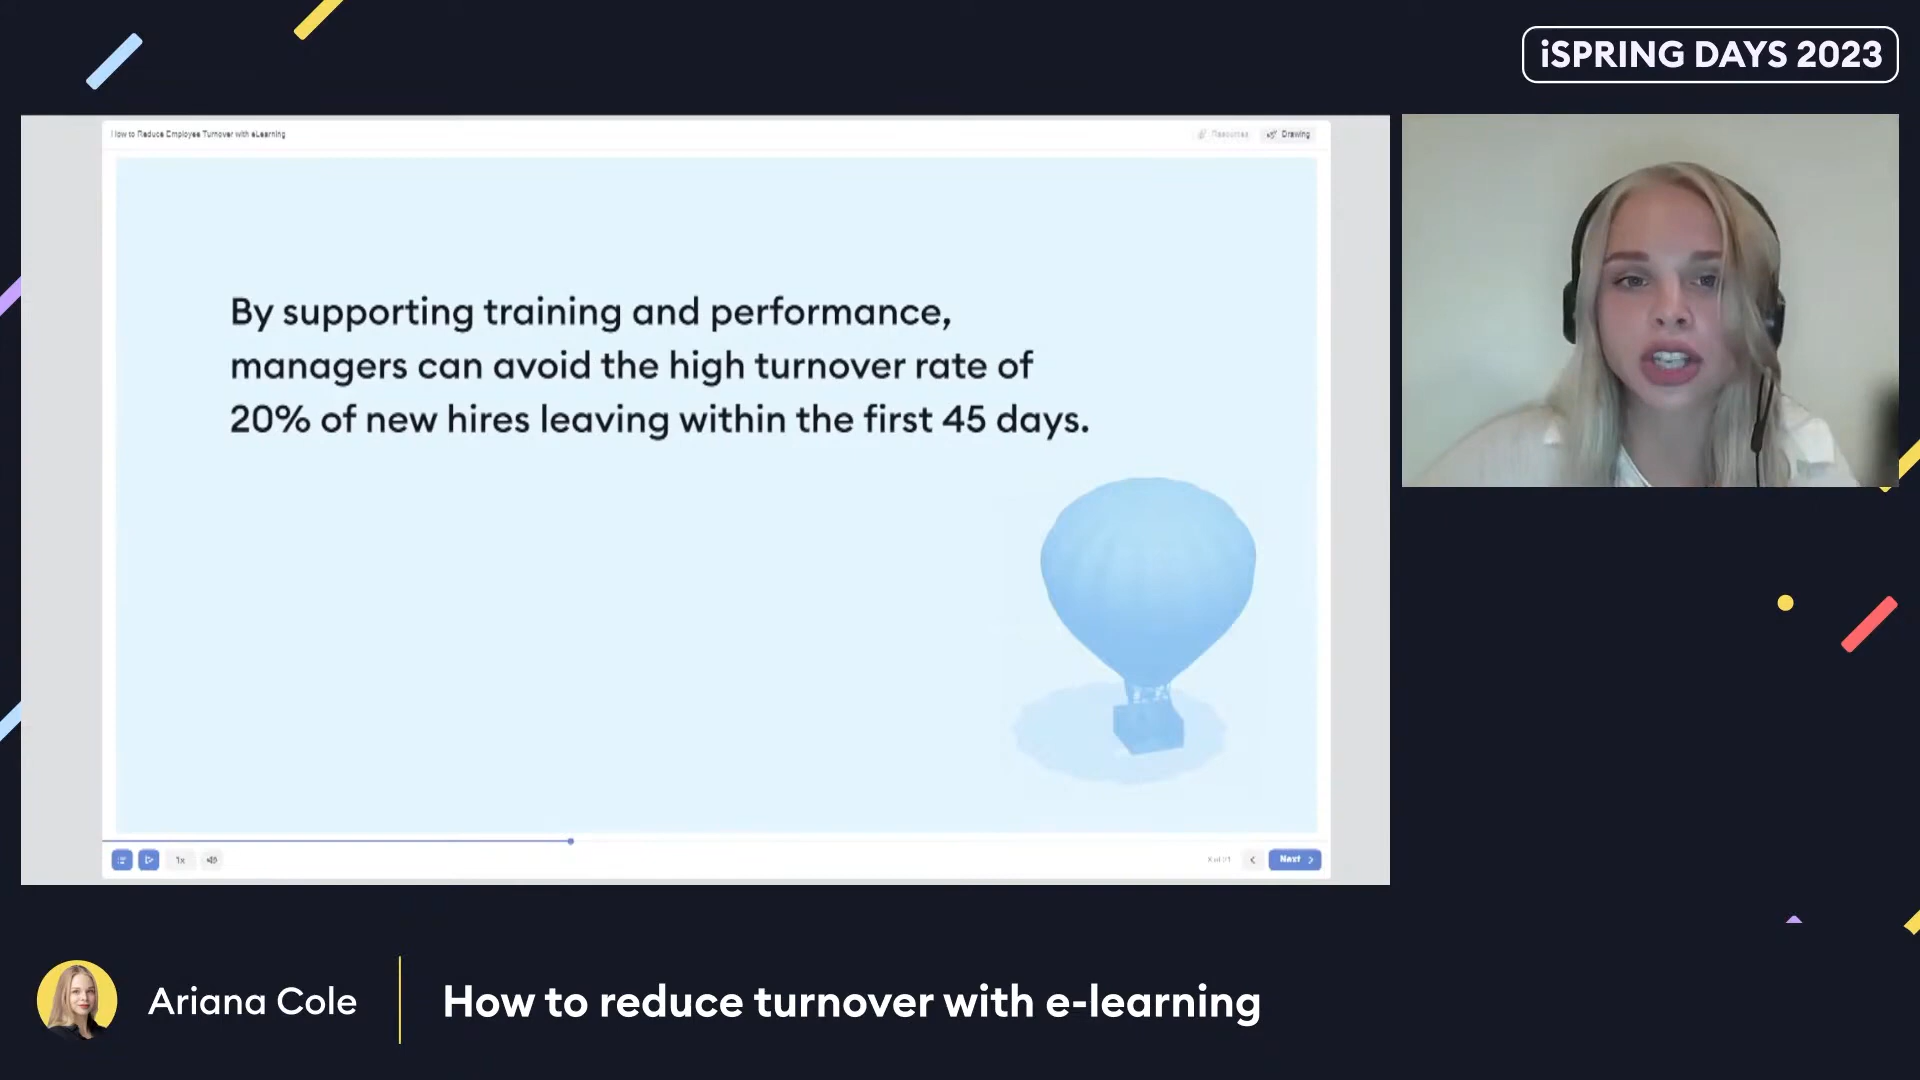 iSPRING DAYS 2023
How to Reduce Employee Turnover with eLearning
Resources
Drawing
By supporting training and performance,
managers can avoid the high turnover rate of
20% of new hires leaving within the first 45 days.
1x
Next
Ariana Cole
How to reduce turnover with e-learning